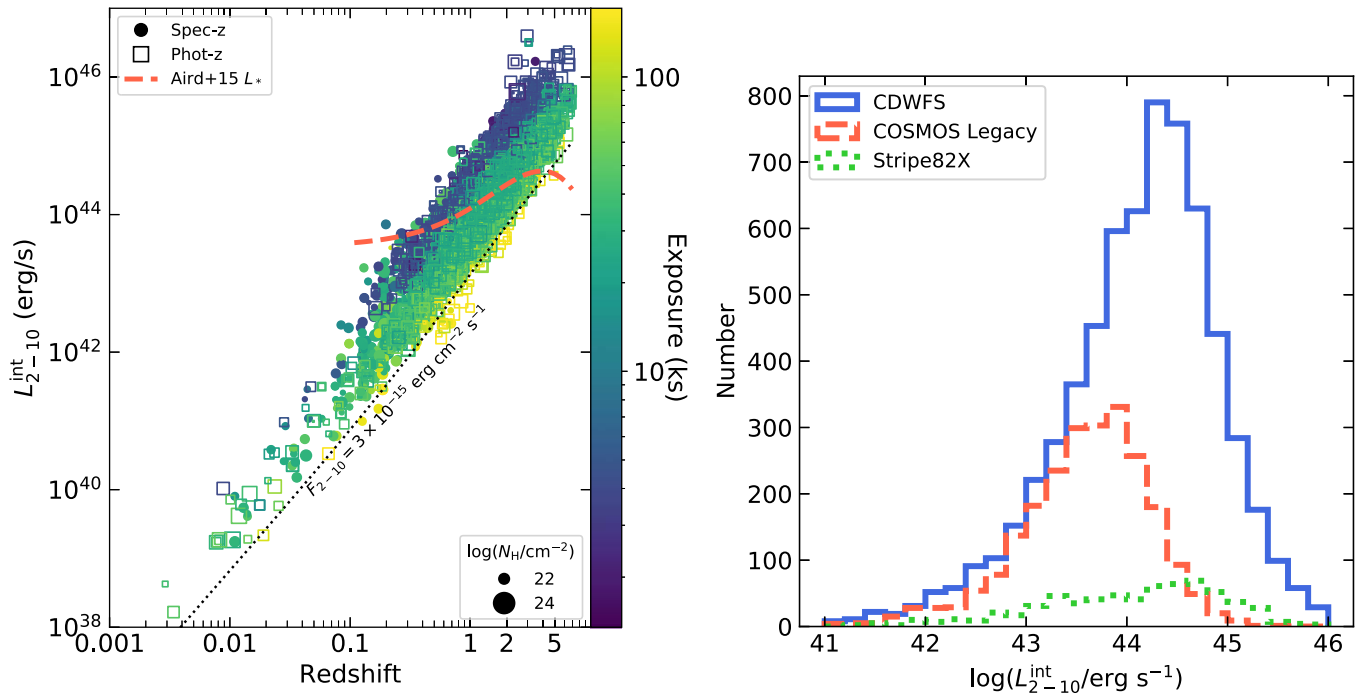 Spec-z
Phot-z
Aird+15 L*
10^46
10^44
10^42
10^40
10^38
L^int_2−10 (erg/s)
F_2−10 = 3 × 10^−15 erg cm^−2 s^−1
log(N_H/cm^−2)
22
24
0.001
0.01
0.1
1
2
5
Redshift
100
10
Exposure (ks)
CDWFS
COSMOS Legacy
Stripe82X
800
700
600
500
400
300
200
100
0
Number
41
42
43
44
45
46
log(L^int_2−10/erg s^−1)